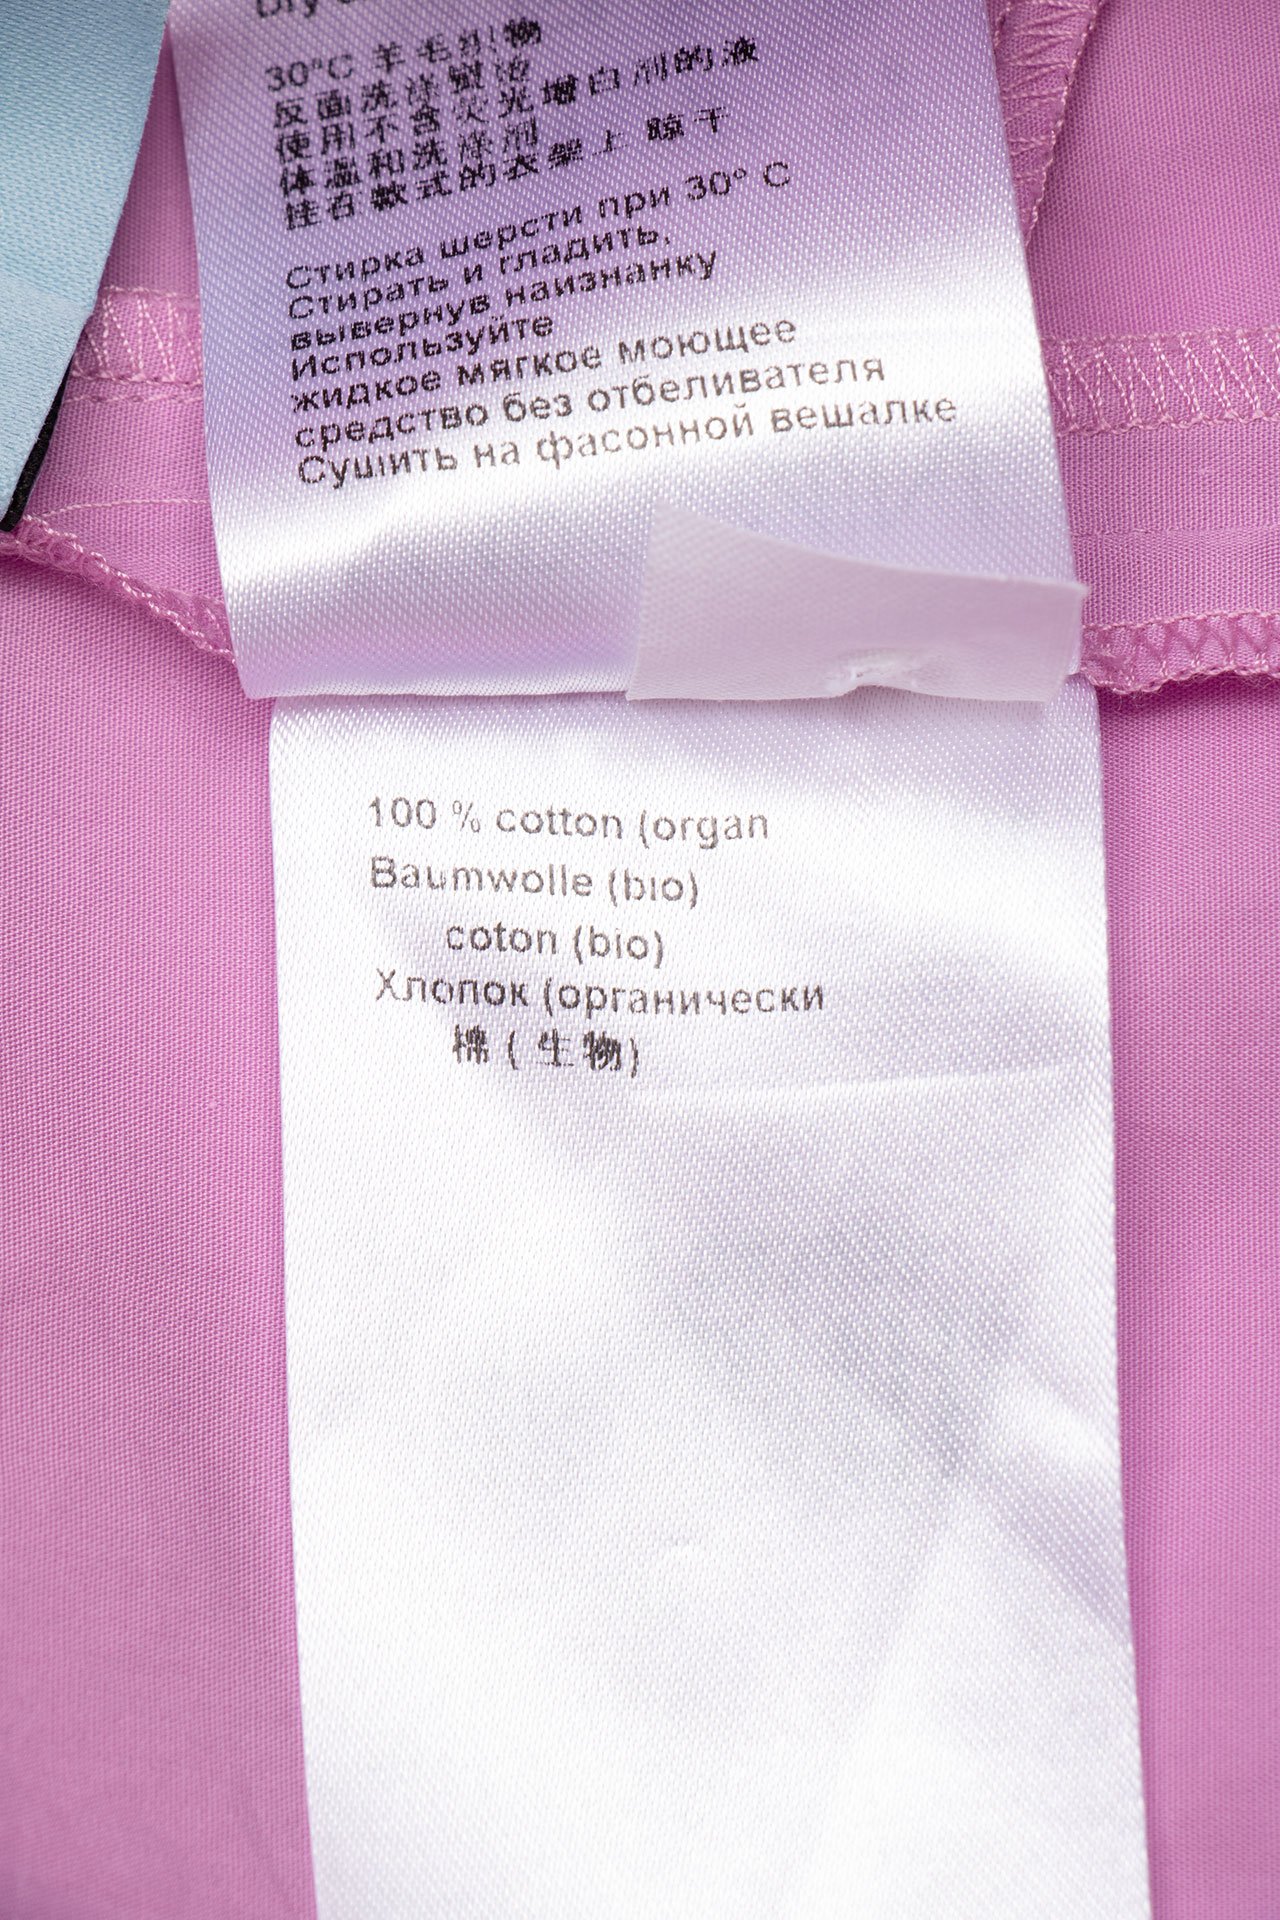 30°C 羊毛织物
反面洗涤熨烫
使用不含荧光增白剂的液
体温和洗涤剂
挂石款式的衣架上 晾干
Стирка шерсти при 30° C
Стирать и гладить,
вывернув наизнанку
Используйте
жидкое мягкое моющее
средство без отбеливателя
Сушить на фасонной вешалке
100 % cotton (organ
Baumwolle (bio)
coton (bio)
Хлопок (органически
棉 ( 生物)